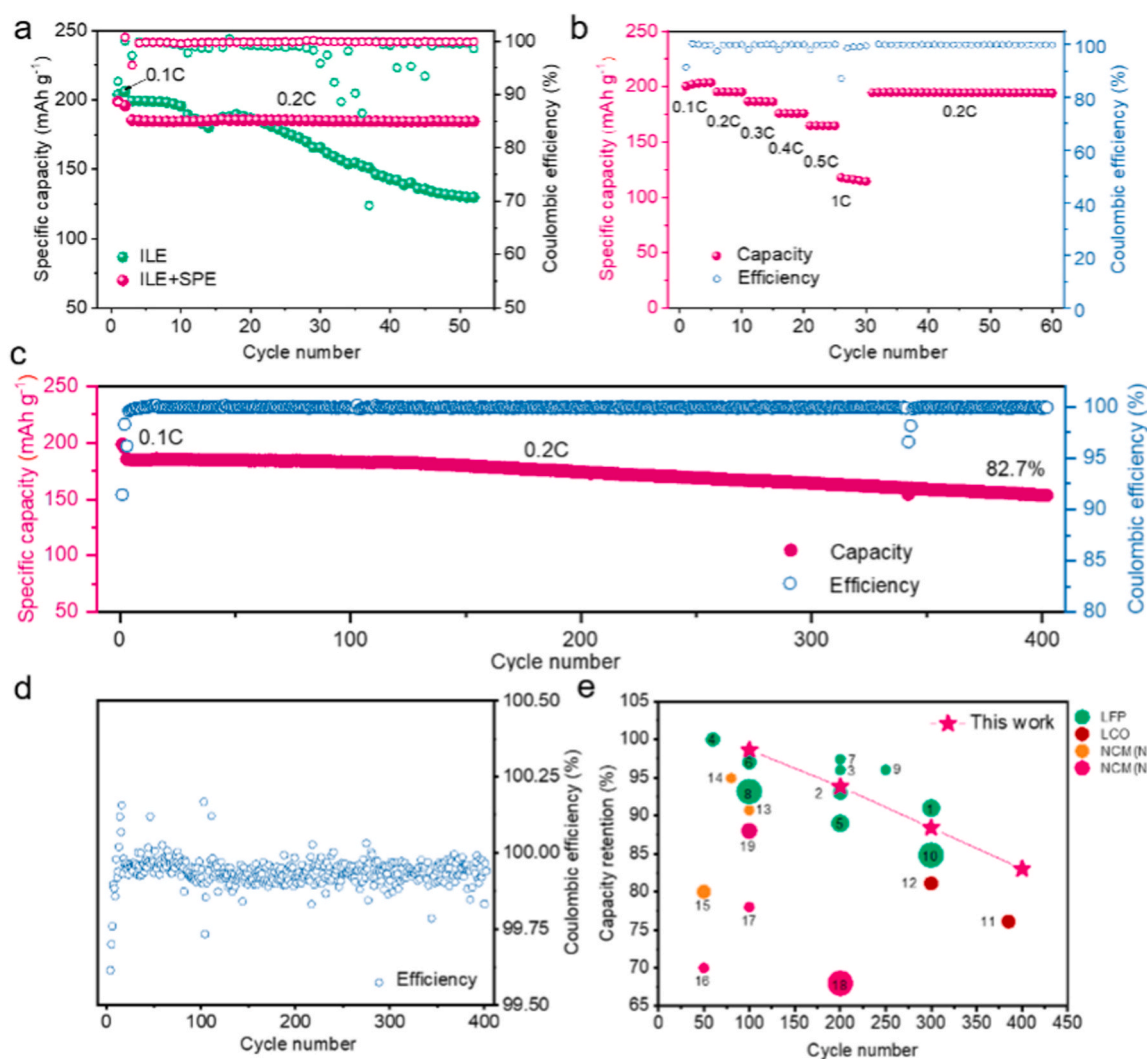 a
250
200
150
100
50
Specific capacity (mAh g⁻¹)
0.1C
0.2C
ILE
ILE+SPE
100
90
80
70
60
50
Coulombic efficiency (%)
0 10 20 30 40 50
Cycle number
b
250
200
150
100
50
0
Specific capacity (mAh g⁻¹)
0.1C
0.2C
0.3C
0.4C
0.5C
1C
0.2C
Capacity
Efficiency
100
80
60
40
20
0
Coulombic efficiency (%)
0 10 20 30 40 50 60
Cycle number
c
250
200
150
100
50
Specific capacity (mAh g⁻¹)
0.1C
0.2C
82.7%
Capacity
Efficiency
100
95
90
85
80
Coulombic efficiency (%)
0 100 200 300 400
Cycle number
d
100.50
100.25
100.00
99.75
99.50
Coulombic efficiency (%)
Efficiency
0 100 200 300 400
Cycle number
e
105
100
95
90
85
80
75
70
65
Capacity retention (%)
This work
LFP
LCO
NCM(N
NCM(N
4
6
7
3
9
14
8
2
13
1
5
19
10
12
15
17
11
16
18
0 50 100 150 200 250 300 350 400 450
Cycle number